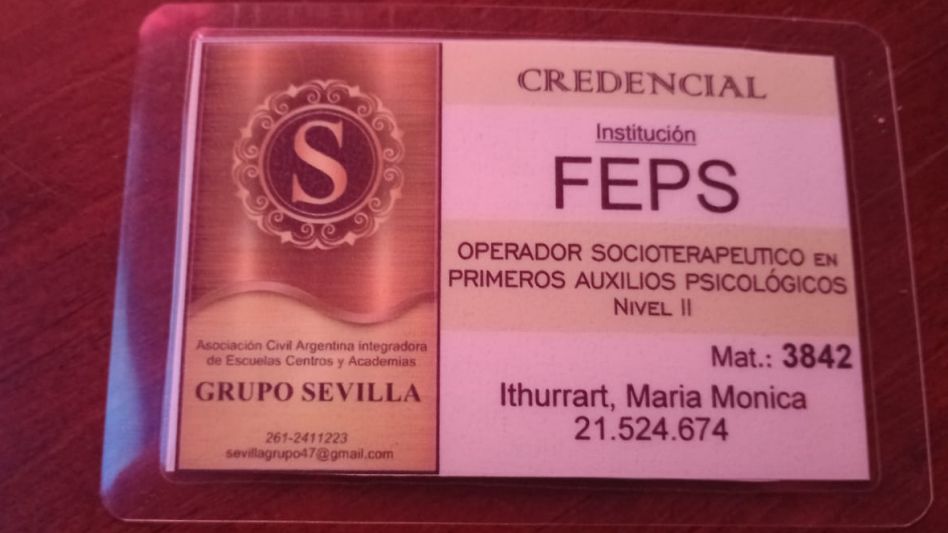 S
Asociación Civil Argentina integradora
de Escuelas Centros y Academias
GRUPO SEVILLA
261-2411223
sevillagrupo47@gmail.com
CREDENCIAL
Institución
FEPS
OPERADOR SOCIOTERAPEUTICO EN
PRIMEROS AUXILIOS PSICOLÓGICOS
NIVEL II
Mat.: 3842
Ithurrart, Maria Monica
21.524.674